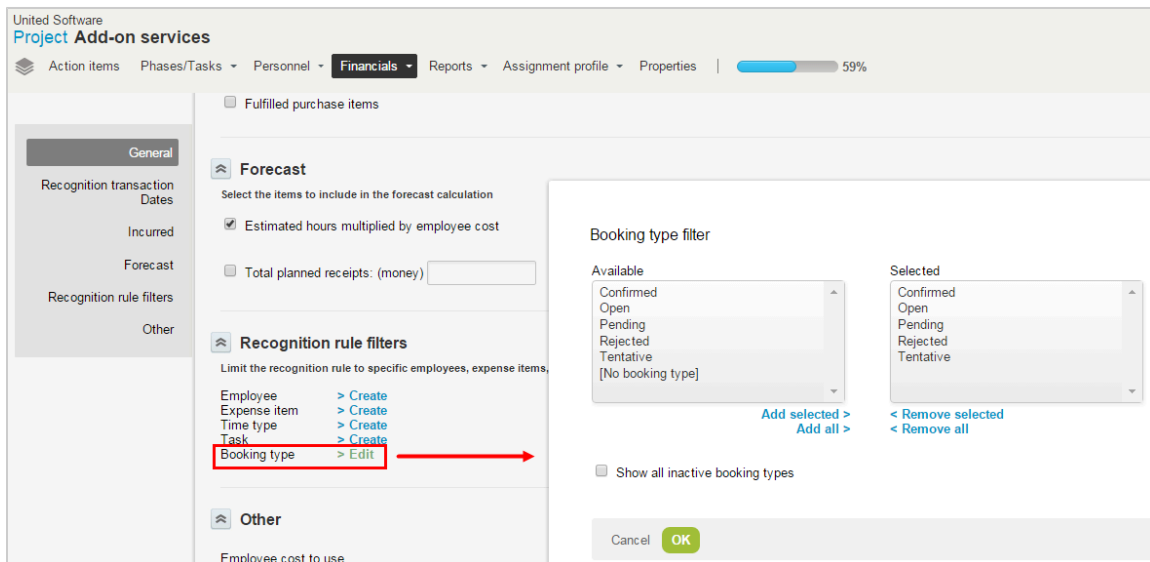 United Software
Project Add-on services
Action items Phases/Tasks Personnel Financials Reports Assignment profile Properties | 59%
Fulfilled purchase items
General
Recognition transaction
Dates
Incurred
Forecast
Recognition rule filters
Other
Forecast
Select the items to include in the forecast calculation
Estimated hours multiplied by employee cost
Total planned receipts: (money)
Recognition rule filters
Limit the recognition rule to specific employees, expense items,
Employee > Create
Expense item > Create
Time type > Create
Task > Create
Booking type > Edit
Other
Employee cost to use
Booking type filter
Available
Confirmed
Open
Pending
Rejected
Tentative
[No booking type]
Add selected >
Add all >
Selected
Confirmed
Open
Pending
Rejected
Tentative
< Remove selected
< Remove all
Show all inactive booking types
Cancel OK